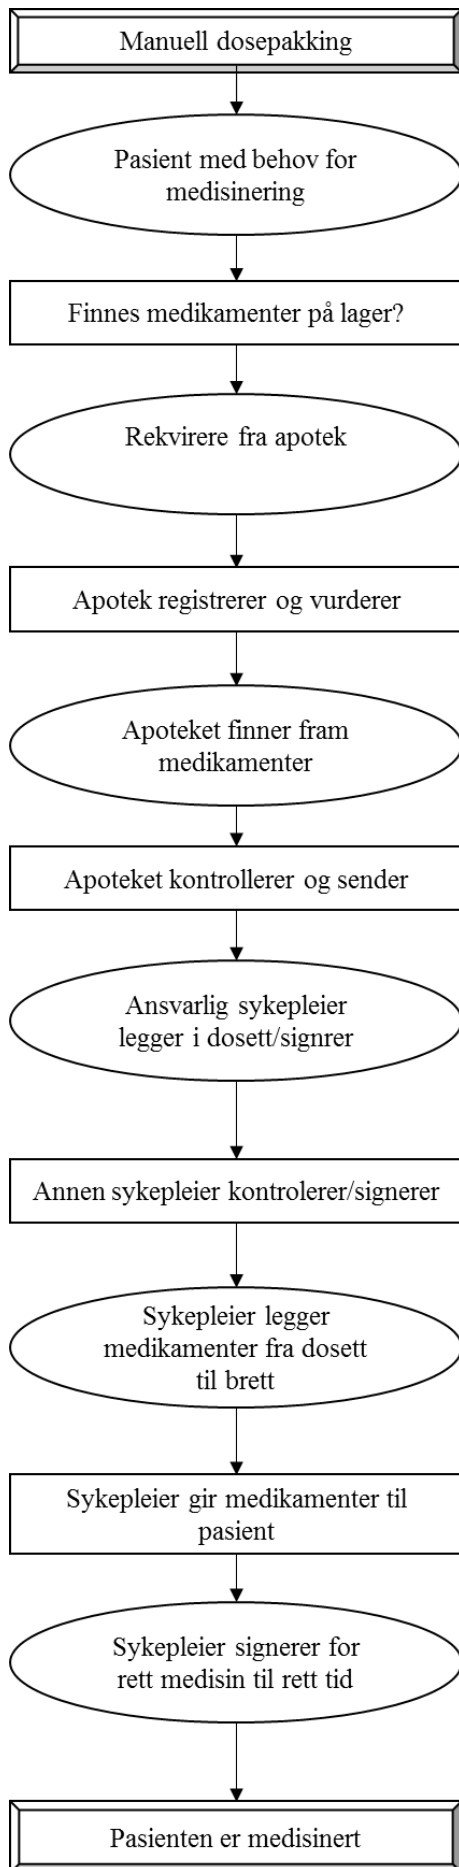 Manuell dosepakking
Pasient med behov for
medisinering
Finnes medikamenter på lager?
Rekvirere fra apotek
Apotek registrerer og vurderer
Apoteket finner fram
medikamenter
Apoteket kontrollerer og sender
Ansvarlig sykepleier
legger i dosett/signrer
Annen sykepleier kontrolerer/signerer
Sykepleier legger
medikamenter fra dosett
til brett
Sykepleier gir medikamenter til
pasient
Sykepleier signerer for
rett medisin til rett tid
Pasienten er medisinert